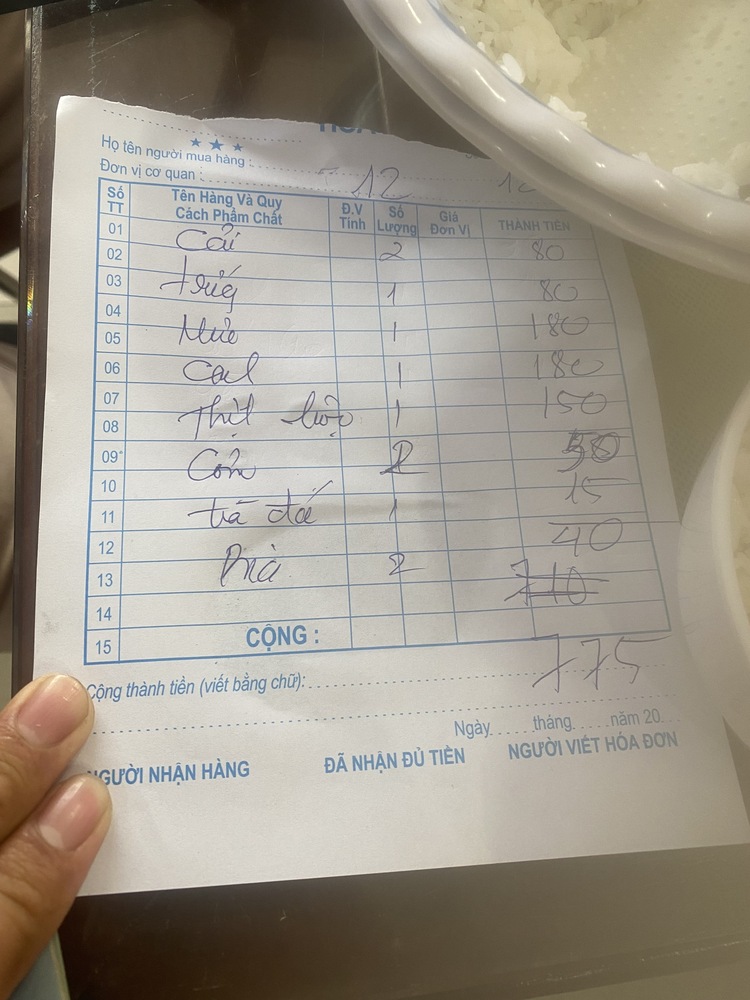 ★ ★ ★
Họ tên người mua hàng :
Đơn vị cơ quan : 12
Số TT Tên Hàng Và Quy Cách Phẩm Chất Đ.V Tính Số Lượng Giá Đơn Vị THÀNH TIỀN
01 Cải 2 80
02
03 trứng 1 80
04
05 Mực 1 180
06 1 180
07 Thịt luộc 1 150
08
09 Cơm 2 50
10 15
11 trà đá 1
12 40
13 2 710
14
15 CỘNG :
775
Cộng thành tiền (viết bằng chữ):
Ngày tháng năm 20
NGƯỜI NHẬN HÀNG ĐÃ NHẬN ĐỦ TIỀN NGƯỜI VIẾT HÓA ĐƠN